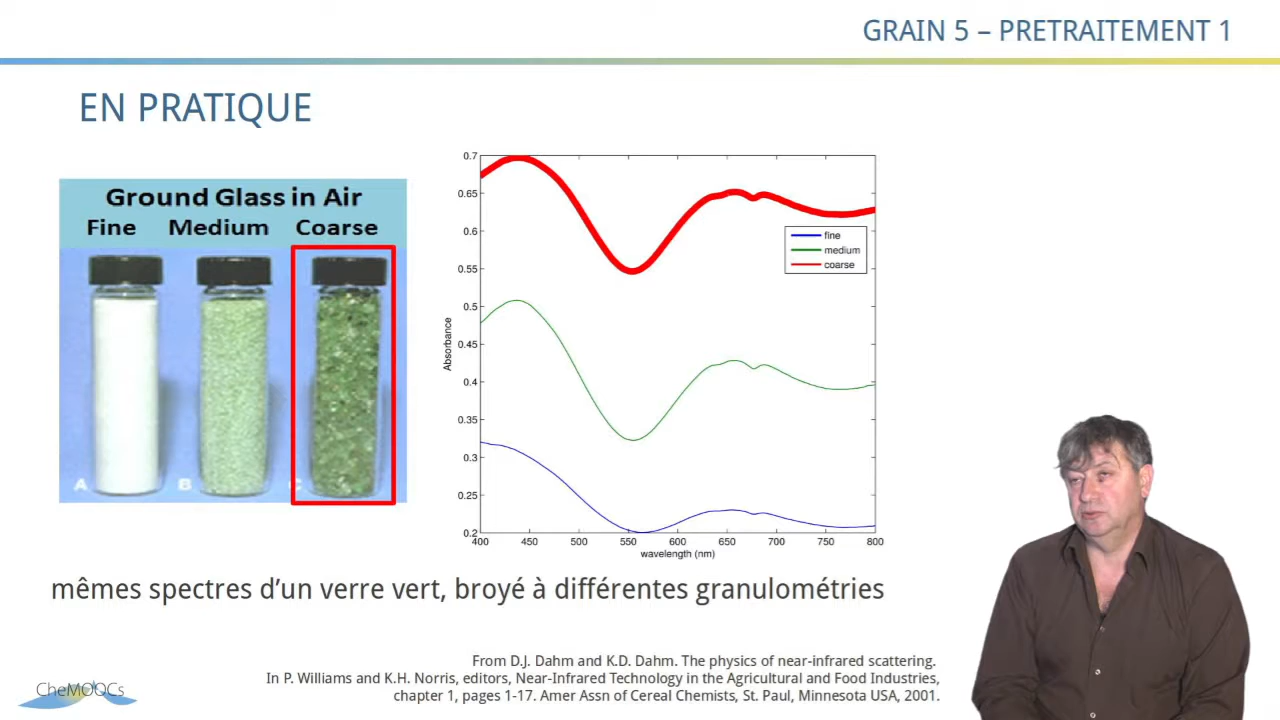 GRAIN 5 – PRETRAITEMENT 1
EN PRATIQUE
Ground Glass in Air
Fine Medium Coarse
A B C
0.7
0.65
0.6
0.55
0.5
0.45
0.4
0.35
0.3
0.25
0.2
Absorbance
400 450 500 550 600 650 700 750 800
wavelength (nm)
fine
medium
coarse
mêmes spectres d’un verre vert, broyé à différentes granulométries
From D.J. Dahm and K.D. Dahm. The physics of near-infrared scattering.
In P. Williams and K.H. Norris, editors, Near-Infrared Technology in the Agricultural and Food Industries,
chapter 1, pages 1-17. Amer Assn of Cereal Chemists, St. Paul, Minnesota USA, 2001.
CheMOOCs